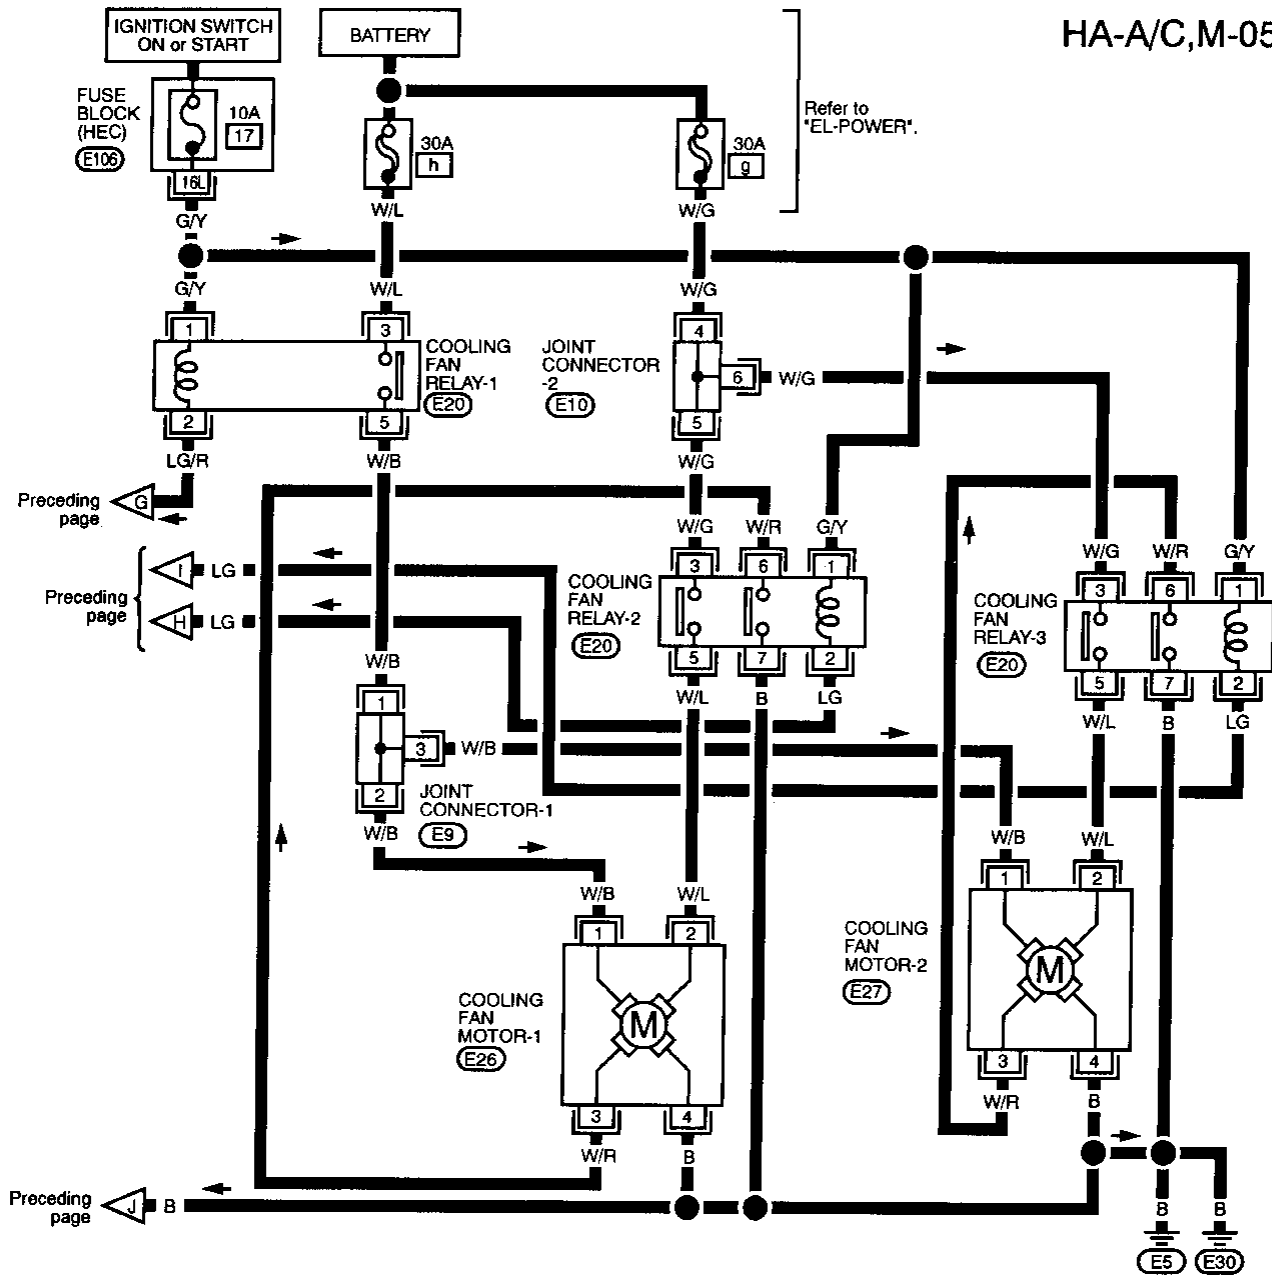 HA-A/C,M-05
IGNITION SWITCH
ON or START
BATTERY
FUSE
BLOCK
(HEC)
E106
10A
17
16L
30A
h
30A
g
Refer to
"EL-POWER".
G/Y
W/L
W/G
G/Y
W/L
W/G
1
3
4
COOLING
FAN
RELAY-1
E20
JOINT
CONNECTOR
-2
E10
6
W/G
2
5
5
LG/R
W/B
W/G
Preceding
page
G
W/G
W/R
G/Y
W/G
W/R
G/Y
Preceding
page
I
LG
H
LG
COOLING
FAN
RELAY-2
E20
3
6
1
5
7
2
W/L
B
LG
COOLING
FAN
RELAY-3
E20
3
6
1
5
7
2
W/L
B
LG
W/B
1
3
W/B
2
JOINT
CONNECTOR-1
E9
W/B
W/B
W/L
1
2
COOLING
FAN
MOTOR-1
E26
M
3
4
W/R
B
W/B
W/L
1
2
COOLING
FAN
MOTOR-2
E27
M
3
4
W/R
B
Preceding
page
J
B
B
B
E5
E30